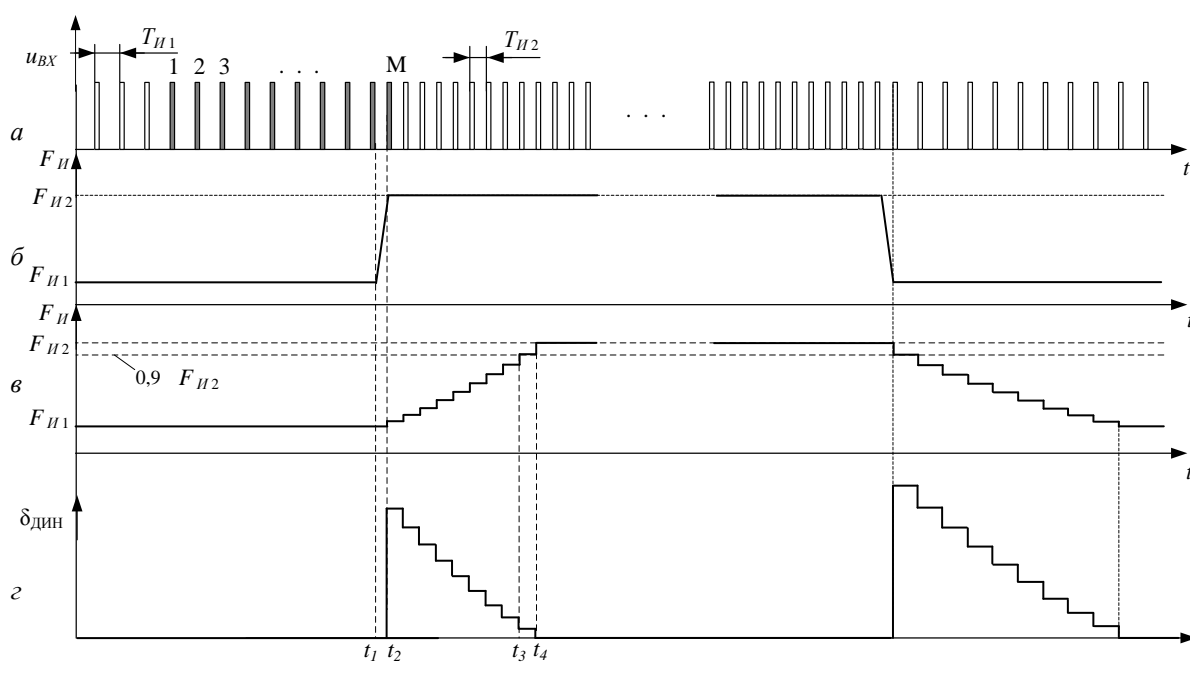 u_ВХ
T_И1
T_И2
1 2 3 . . . М
. . .
а
t
F_И
F_И2
б
F_И1
t
F_И
F_И2
0,9 F_И2
в
F_И1
t
δ_ДИН
г
t_1 t_2 t_3 t_4